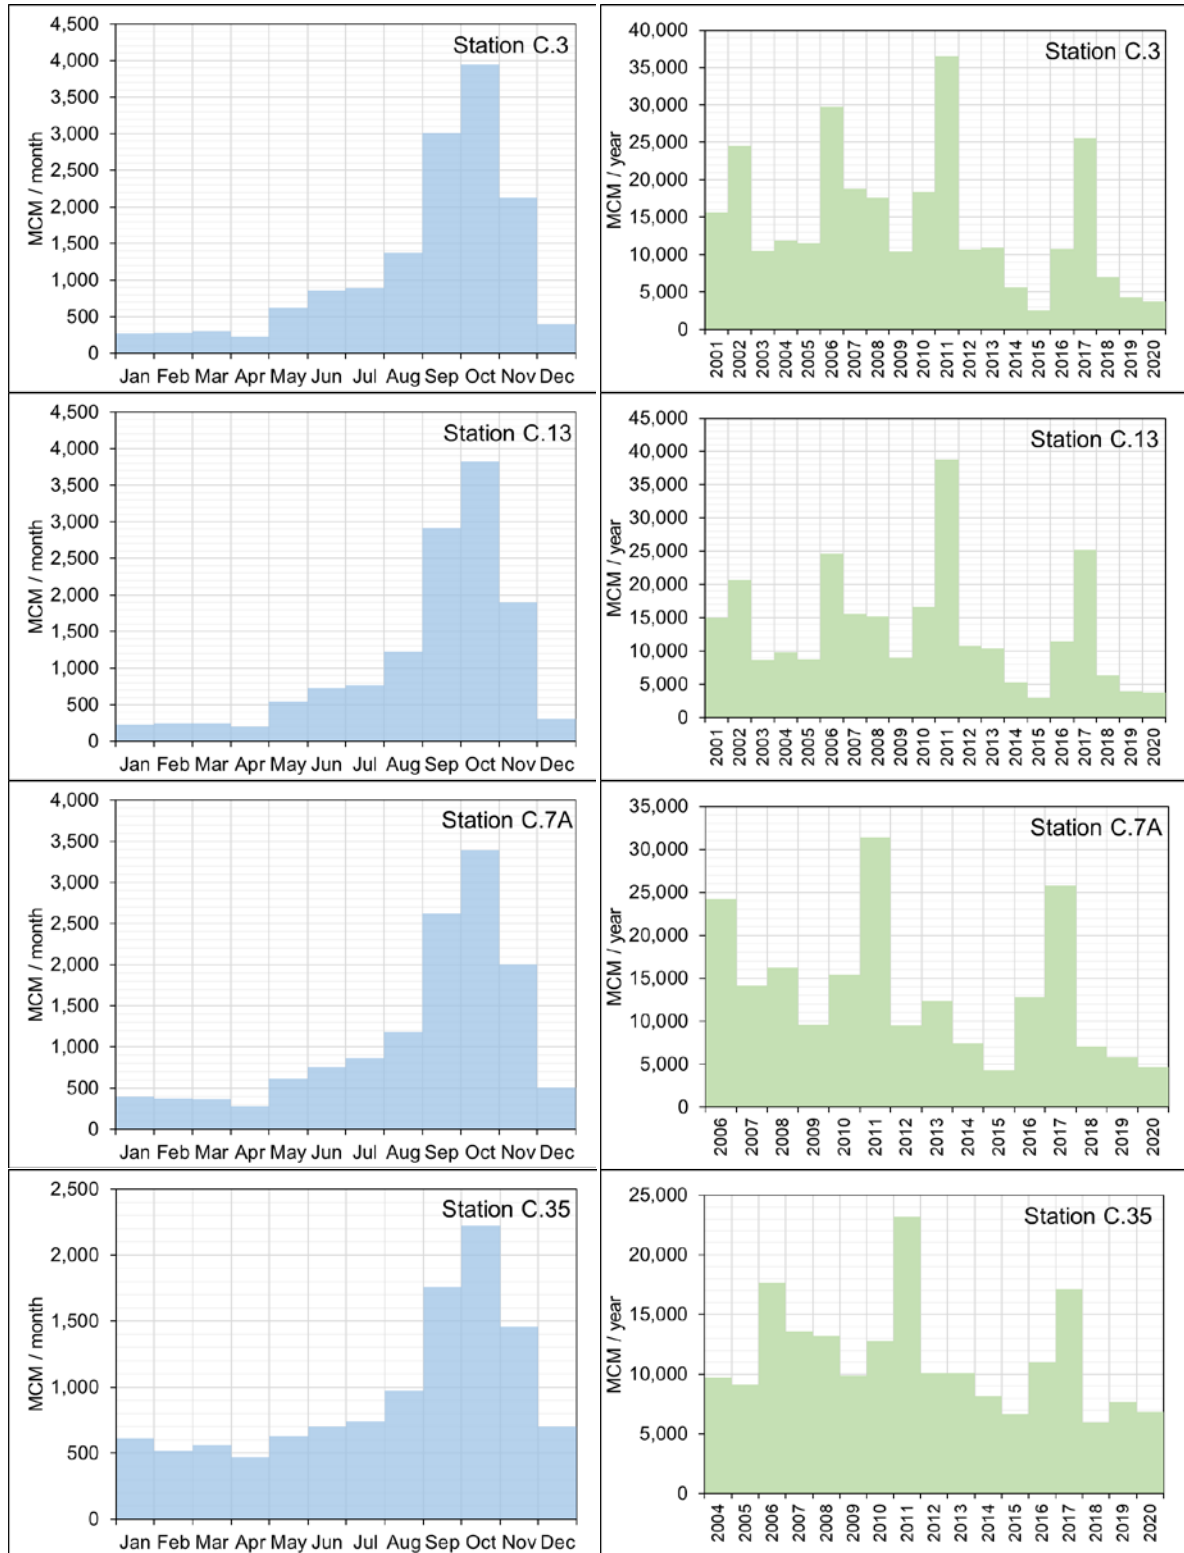 Station C.3
MCM / month
4,500
4,000
3,500
3,000
2,500
2,000
1,500
1,000
500
0
Jan Feb Mar Apr May Jun Jul Aug Sep Oct Nov Dec
Station C.3
MCM / year
40,000
35,000
30,000
25,000
20,000
15,000
10,000
5,000
0
2001 2002 2003 2004 2005 2006 2007 2008 2009 2010 2011 2012 2013 2014 2015 2016 2017 2018 2019 2020
Station C.13
MCM / month
4,500
4,000
3,500
3,000
2,500
2,000
1,500
1,000
500
0
Jan Feb Mar Apr May Jun Jul Aug Sep Oct Nov Dec
Station C.13
MCM / year
45,000
40,000
35,000
30,000
25,000
20,000
15,000
10,000
5,000
0
2001 2002 2003 2004 2005 2006 2007 2008 2009 2010 2011 2012 2013 2014 2015 2016 2017 2018 2019 2020
Station C.7A
MCM / month
4,000
3,500
3,000
2,500
2,000
1,500
1,000
500
0
Jan Feb Mar Apr May Jun Jul Aug Sep Oct Nov Dec
Station C.7A
MCM / year
35,000
30,000
25,000
20,000
15,000
10,000
5,000
0
2006 2007 2008 2009 2010 2011 2012 2013 2014 2015 2016 2017 2018 2019 2020
Station C.35
MCM / month
2,500
2,000
1,500
1,000
500
0
Jan Feb Mar Apr May Jun Jul Aug Sep Oct Nov Dec
Station C.35
MCM / year
25,000
20,000
15,000
10,000
5,000
0
2004 2005 2006 2007 2008 2009 2010 2011 2012 2013 2014 2015 2016 2017 2018 2019 2020